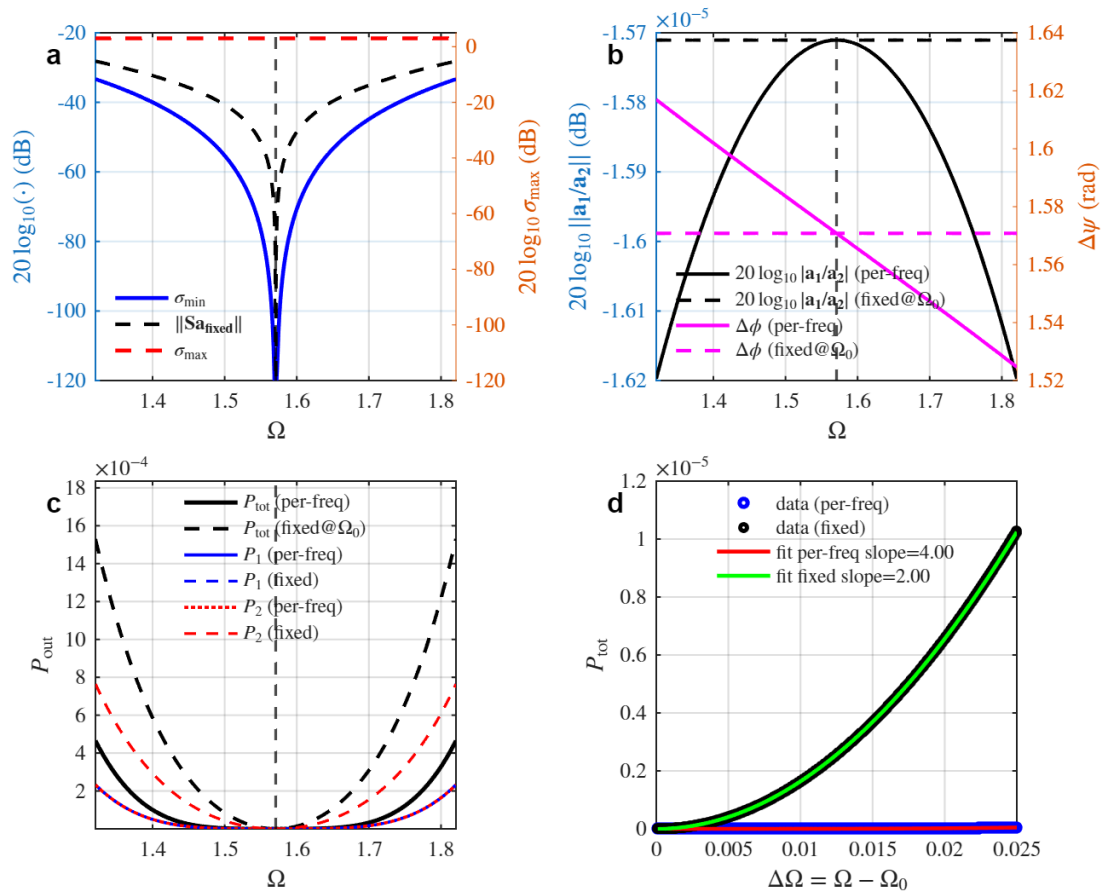 a
-20
-40
-60
-80
-100
-120
20 log₁₀(·) (dB)
0
-20
-40
-60
-80
-100
-120
20 log₁₀ σmax (dB)
σmin
‖Sa_fixed‖
σmax
1.4 1.5 1.6 1.7 1.8
Ω
b
×10⁻⁵
-1.57
-1.58
-1.59
-1.6
-1.61
-1.62
20 log₁₀ ||a₁/a₂|| (dB)
1.64
1.62
1.6
1.58
1.56
1.54
1.52
Δψ (rad)
20 log₁₀ |a₁/a₂| (per-freq)
20 log₁₀ |a₁/a₂| (fixed@Ω₀)
Δϕ (per-freq)
Δϕ (fixed@Ω₀)
1.4 1.5 1.6 1.7 1.8
Ω
c
×10⁻⁴
18
16
14
12
10
8
6
4
2
Pout
Ptot (per-freq)
Ptot (fixed@Ω₀)
P₁ (per-freq)
P₁ (fixed)
P₂ (per-freq)
P₂ (fixed)
1.4 1.5 1.6 1.7 1.8
Ω
d
×10⁻⁵
1.2
1
0.8
0.6
0.4
0.2
0
Ptot
data (per-freq)
data (fixed)
fit per-freq slope=4.00
fit fixed slope=2.00
0 0.005 0.01 0.015 0.02 0.025
ΔΩ = Ω − Ω₀